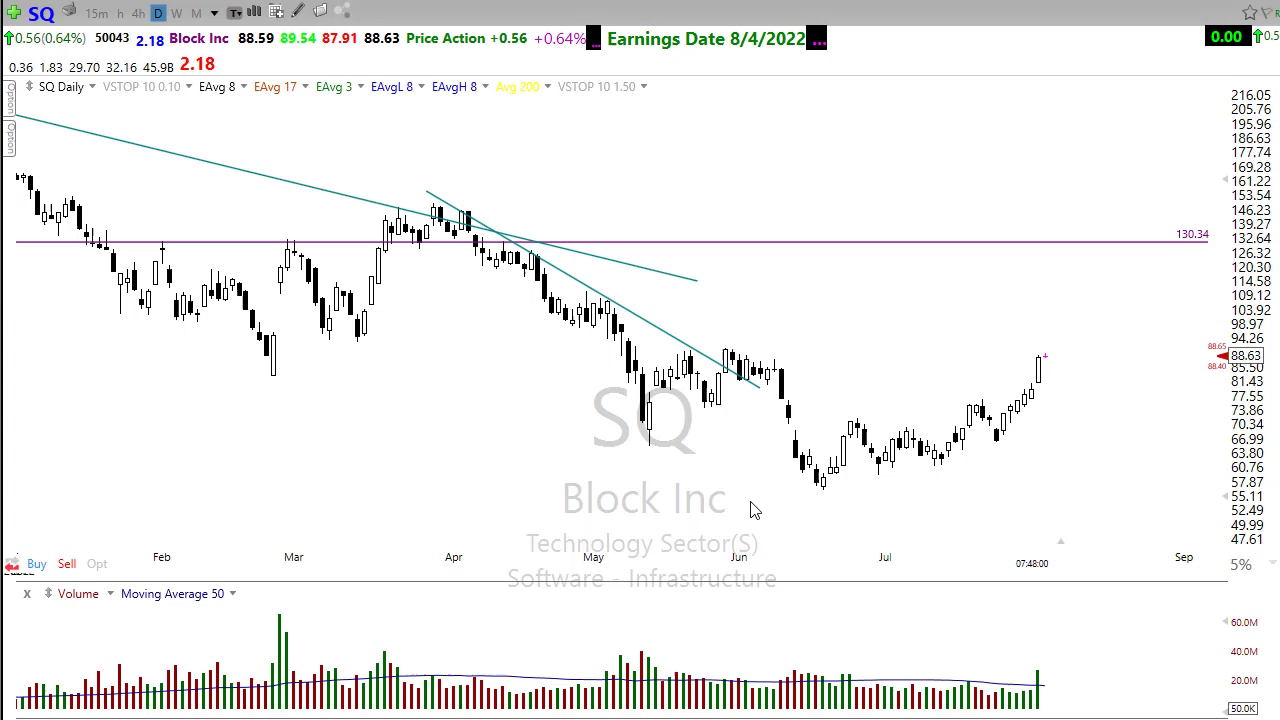 SQ 15m h 4h D W M T
0.56(0.64%) 50043 2.18 Block Inc 88.59 89.54 87.91 88.63 Price Action +0.56 +0.64% ... Earnings Date 8/4/2022 ... 0.00 0.5
0.36 1.83 29.70 32.16 45.9B 2.18
SQ Daily VSTOP 10 0.10 EAvg 8 EAvg 17 EAvg 3 EAvgL 8 EAvgH 8 Avg 200 VSTOP 10 1.50
Option
Option
216.05
205.76
195.96
186.63
177.74
169.28
161.22
153.54
146.23
139.27
130.34
132.64
126.32
120.30
114.58
109.12
103.92
98.97
94.26
88.65
88.63
88.40
85.50
81.43
77.55
73.86
70.34
66.99
63.80
60.76
57.87
55.11
52.49
49.99
47.61
SQ
Block Inc
Technology Sector(S)
Software - Infrastructure
Feb Mar Apr May Jun Jul Sep
Buy Sell Opt 07:48:00 5%
X Volume Moving Average 50
60.0M
40.0M
20.0M
50.0K